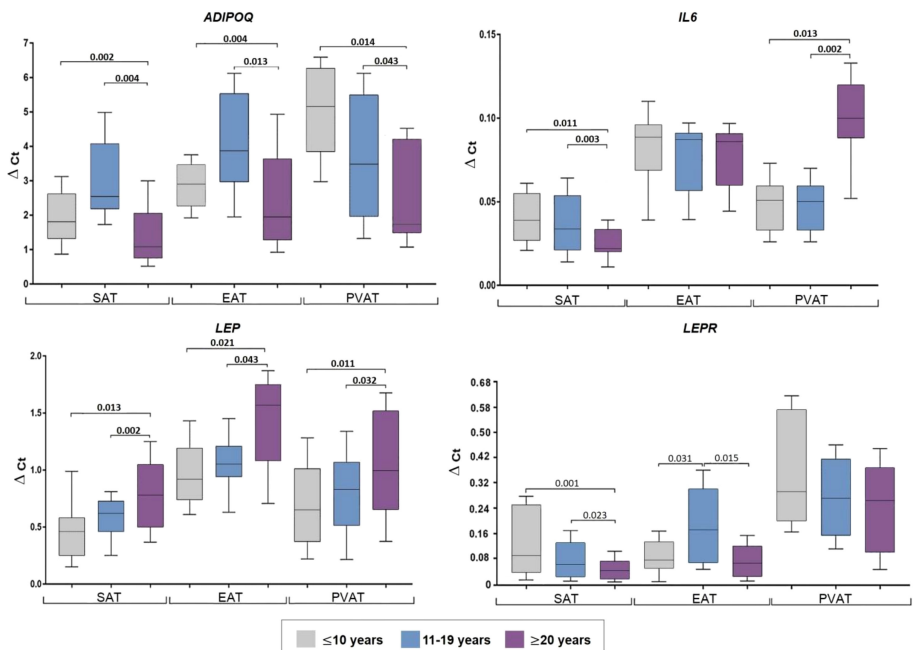 ADIPOQ
IL6
Δ Ct
7
6
5
4
3
2
1
0
0.002
0.004
0.004
0.013
0.014
0.043
SAT
EAT
PVAT
0.15
0.10
0.05
0.00
Δ Ct
0.011
0.003
0.013
0.002
SAT
EAT
PVAT
LEP
LEPR
Δ Ct
2.0
1.5
1.0
0.5
0.0
0.013
0.002
0.021
0.043
0.011
0.032
SAT
EAT
PVAT
Δ Ct
0.68
0.58
0.50
0.42
0.32
0.24
0.16
0.08
0
0.001
0.023
0.031
0.015
SAT
EAT
PVAT
≤10 years 11-19 years ≥20 years